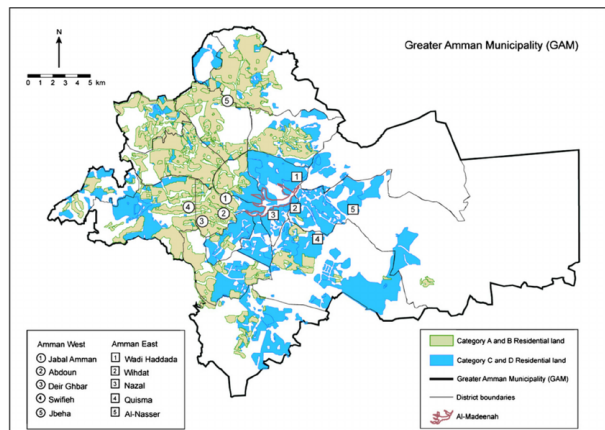 Greater Amman Municipality (GAM)
N
0 1 2 3 4 5
km
5
1
4
1
2
2
3
3
5
4
Amman West Amman East
1 Jabal Amman 1 Wadi Haddada
2 Abdoun 2 Wihdat
3 Deir Ghbar 3 Nazal
4 Swifieh 4 Quisma
5 Jbeha 5 Al-Nasser
Category A and B Residential land
Category C and D Residential land
Greater Amman Municipality (GAM)
District boundaries
Al-Madeenah